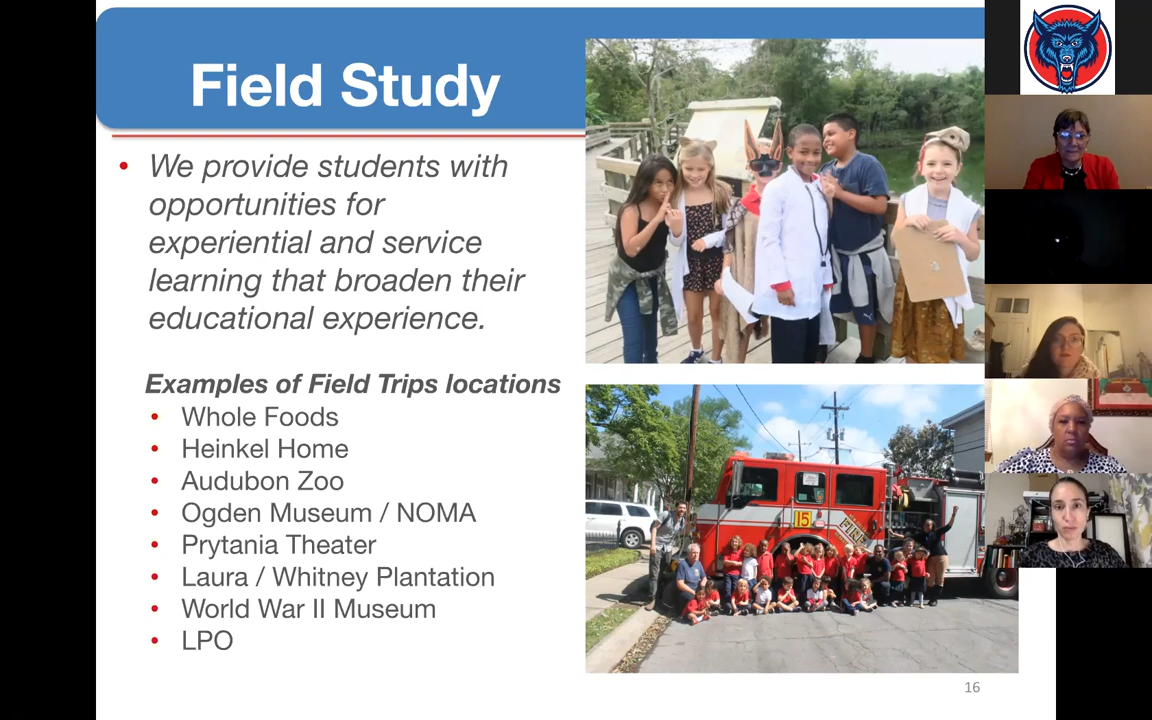 Field Study
• We provide students with
opportunities for
experiential and service
learning that broaden their
educational experience.
Examples of Field Trips locations
• Whole Foods
• Heinkel Home
• Audubon Zoo
• Ogden Museum / NOMA
• Prytania Theater
• Laura / Whitney Plantation
• World War II Museum
• LPO
15
FIRE
16